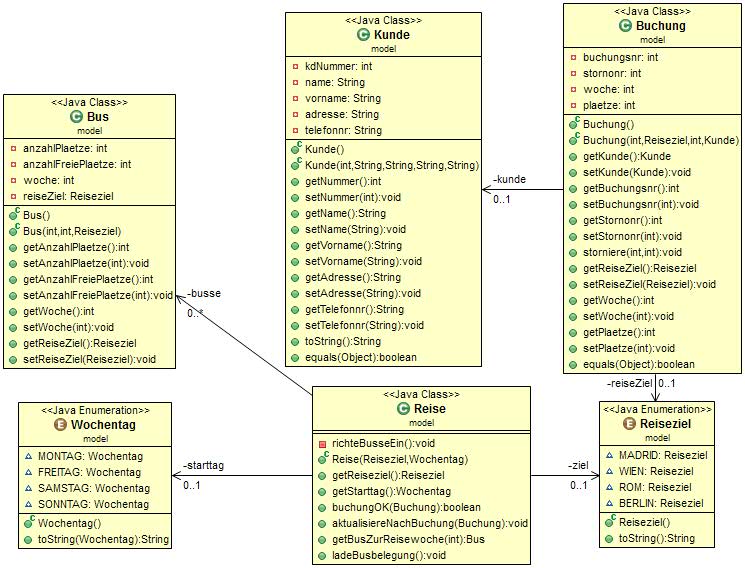 <<Java Class>>
Bus
model
anzahlPlaetze: int
anzahlFreiePlaetze: int
woche: int
reiseZiel: Reiseziel
Bus()
Bus(int,int,Reiseziel)
getAnzahlPlaetze():int
setAnzahlPlaetze(int):void
getAnzahlFreiePlaetze():int
setAnzahlFreiePlaetze(int):void
getWoche():int
setWoche(int):void
getReiseZiel():Reiseziel
setReiseZiel(Reiseziel):void
<<Java Class>>
Kunde
model
kdNummer: int
name: String
vorname: String
adresse: String
telefonnr: String
Kunde()
Kunde(int,String,String,String,String)
getNummer():int
setNummer(int):void
getName():String
setName(String):void
getVorname():String
setVorname(String):void
getAdresse():String
setAdresse(String):void
getTelefonnr():String
setTelefonnr(String):void
toString():String
equals(Object):boolean
<<Java Class>>
Buchung
model
buchungsnr: int
stornonr: int
woche: int
plaetze: int
Buchung()
Buchung(int,Reiseziel,int,Kunde)
getKunde():Kunde
setKunde(Kunde):void
getBuchungsnr():int
setBuchungsnr(int):void
getStornonr():int
setStornonr(int):void
storniere(int,int):void
getReiseZiel():Reiseziel
setReiseZiel(Reiseziel):void
getWoche():int
setWoche(int):void
getPlaetze():int
setPlaetze(int):void
equals(Object):boolean
-kunde
0..1
-busse
0..*
-reiseZiel
0..1
<<Java Enumeration>>
Wochentag
model
MONTAG: Wochentag
FREITAG: Wochentag
SAMSTAG: Wochentag
SONNTAG: Wochentag
Wochentag()
toString(Wochentag):String
-starttag
0..1
<<Java Class>>
Reise
model
richteBusseEin():void
Reise(Reiseziel,Wochentag)
getReiseziel():Reiseziel
getStarttag():Wochentag
buchungOK(Buchung):boolean
aktualisiereNachBuchung(Buchung):void
getBusZurReisewoche(int):Bus
ladeBusbelegung():void
-ziel
0..1
<<Java Enumeration>>
Reiseziel
model
MADRID: Reiseziel
WIEN: Reiseziel
ROM: Reiseziel
BERLIN: Reiseziel
Reiseziel()
toString():String